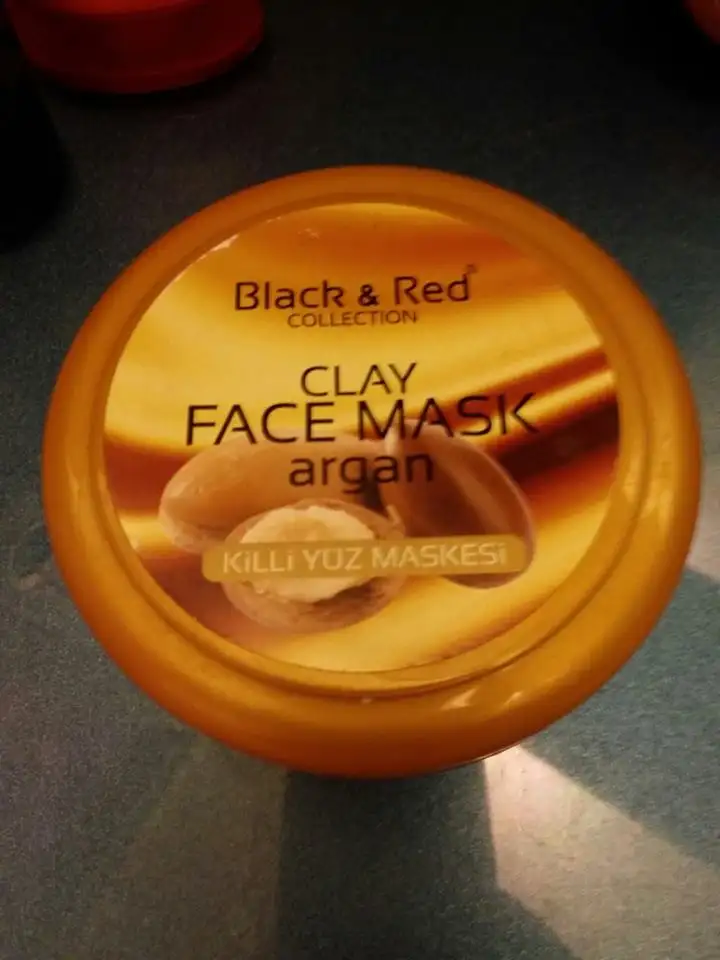 Black & Red®
COLLECTION
CLAY
FACE MASK
argan
KiLLi YÜZ MASKESi